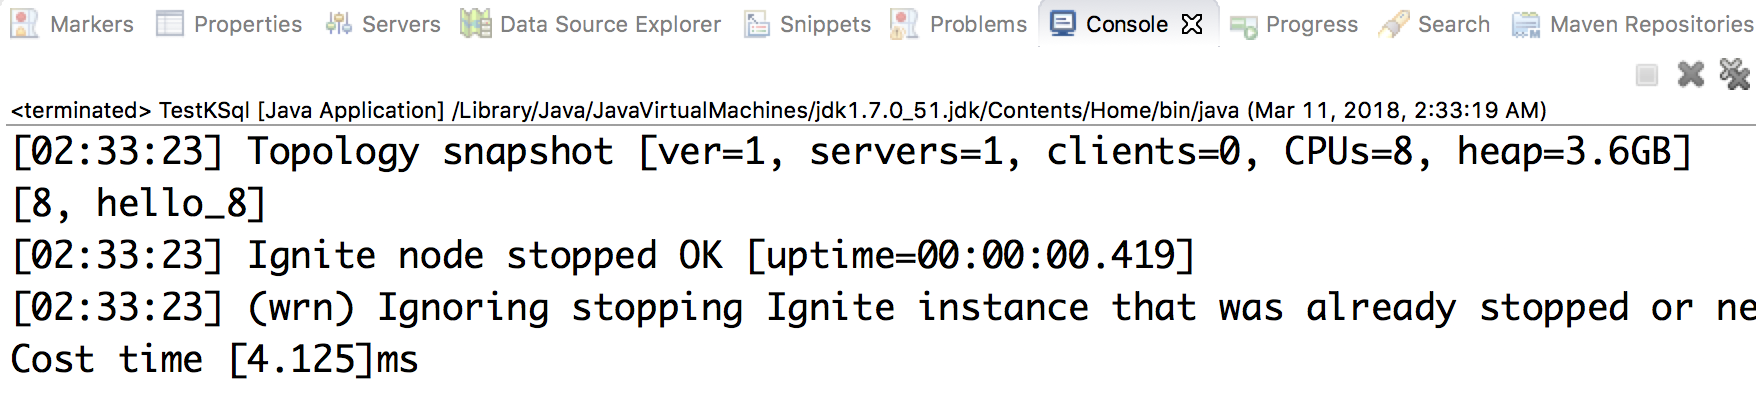 Markers Properties Servers Data Source Explorer Snippets Problems Console Progress Search Maven Repositories
<terminated> TestKSql [Java Application] /Library/Java/JavaVirtualMachines/jdk1.7.0_51.jdk/Contents/Home/bin/java (Mar 11, 2018, 2:33:19 AM)
[02:33:23] Topology snapshot [ver=1, servers=1, clients=0, CPUs=8, heap=3.6GB]
[8, hello_8]
[02:33:23] Ignite node stopped OK [uptime=00:00:00.419]
[02:33:23] (wrn) Ignoring stopping Ignite instance that was already stopped or ne
Cost time [4.125]ms